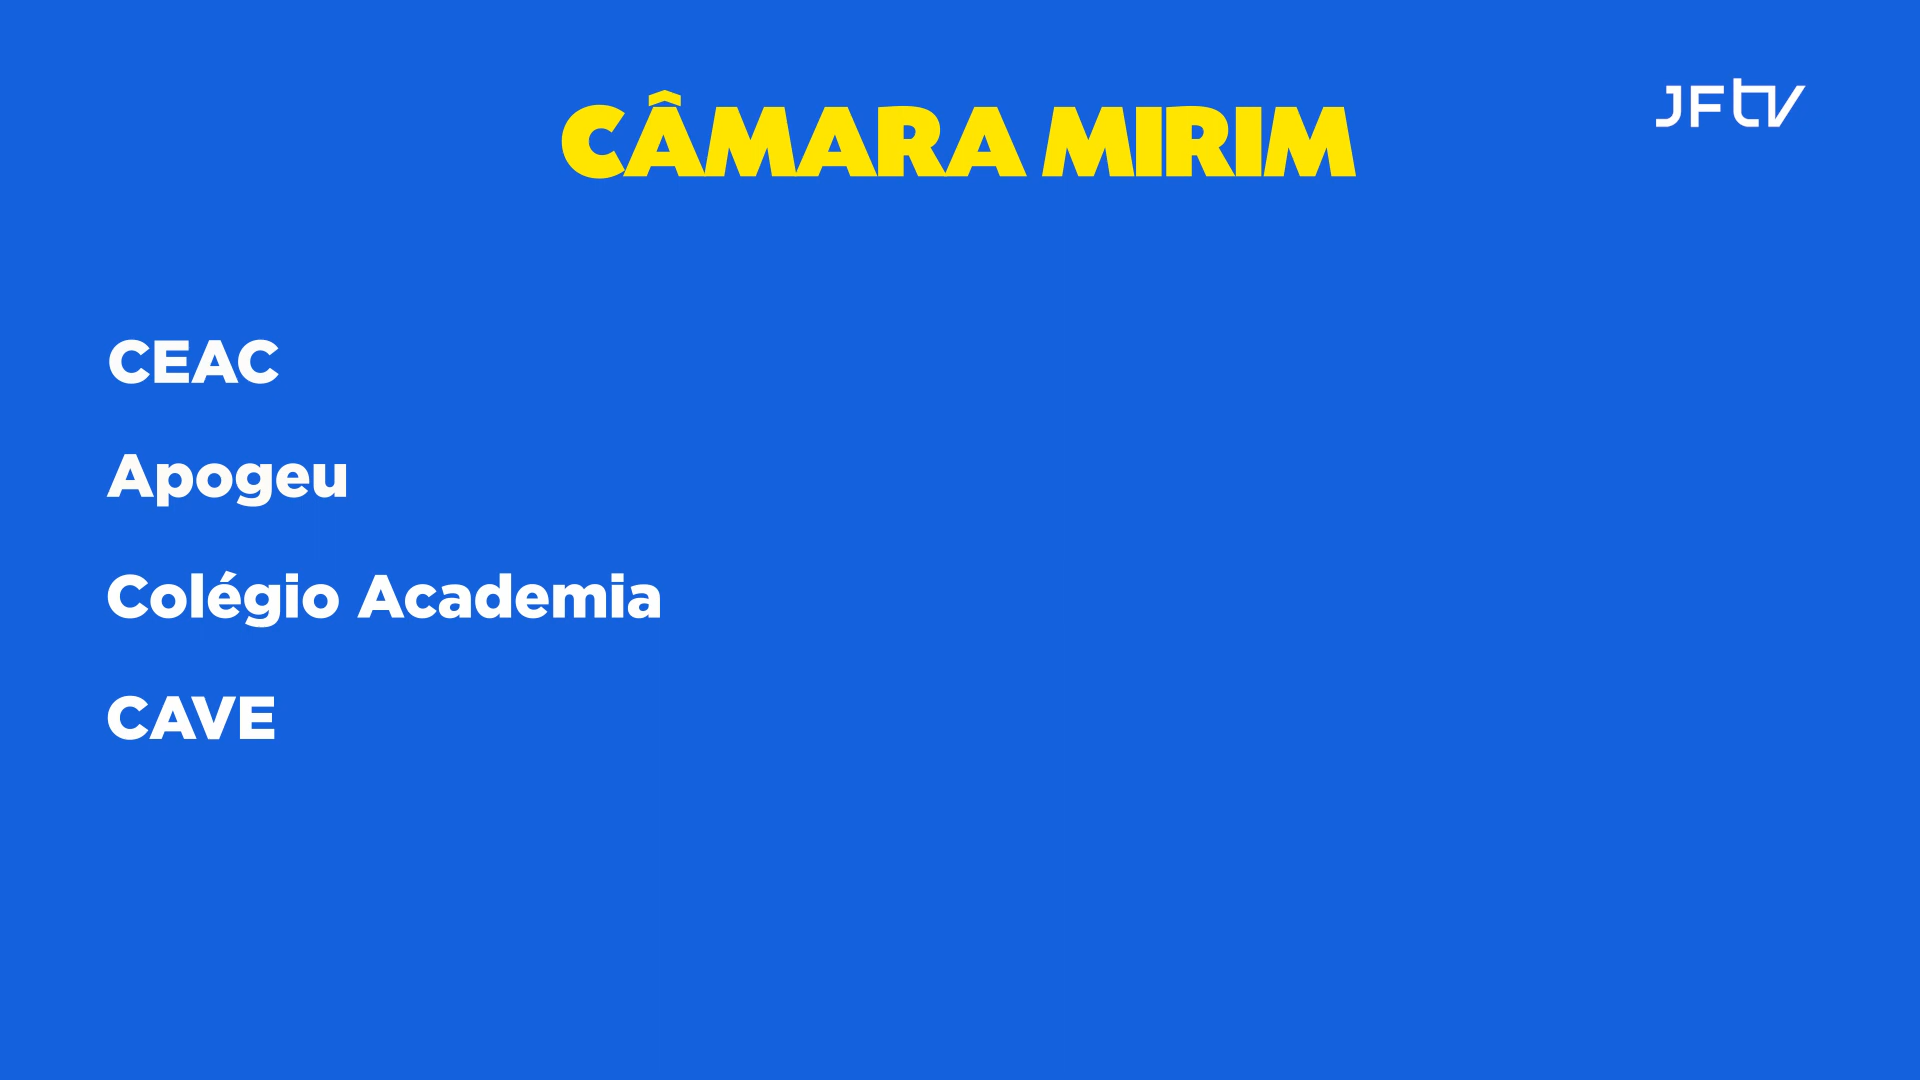 CÂMARA MIRIM
JFtv
CEAC
Apogeu
Colégio Academia
CAVE